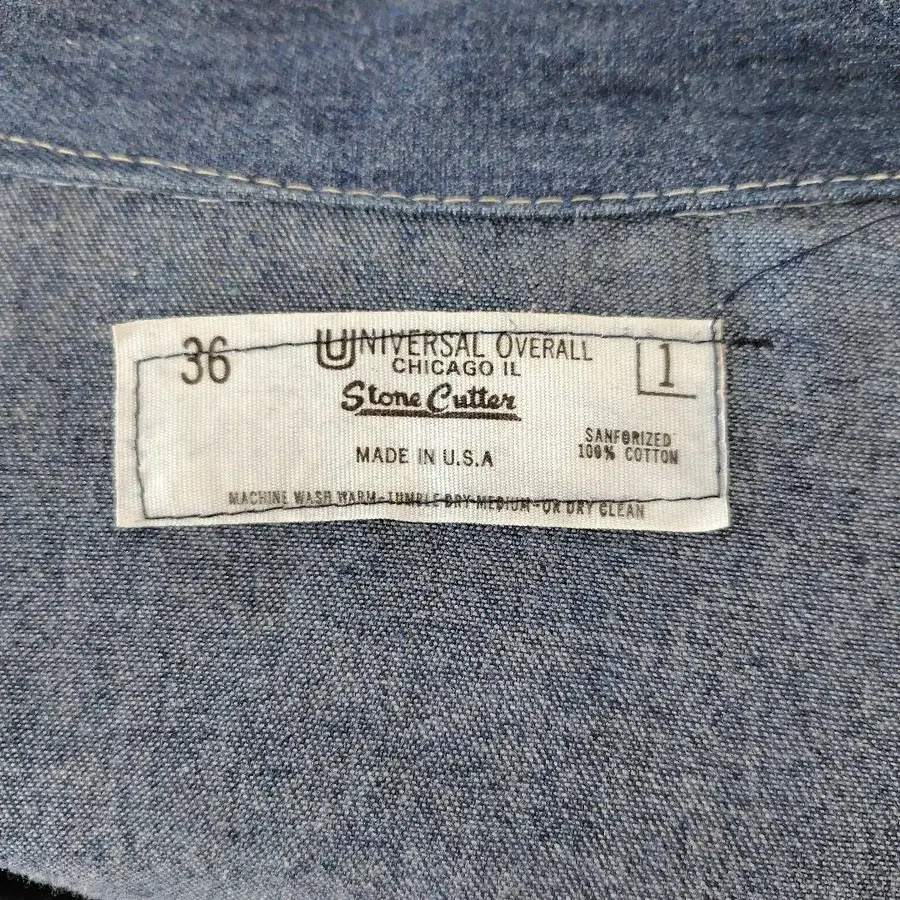 36
UNIVERSAL OVERALL
1
CHICAGO IL
Stone Cutter
SANFORIZED
100% COTTON
MADE IN U.S.A
MACHINE WASH WARM-TUMBLE DRY MEDIUM-OR DRY CLEAN